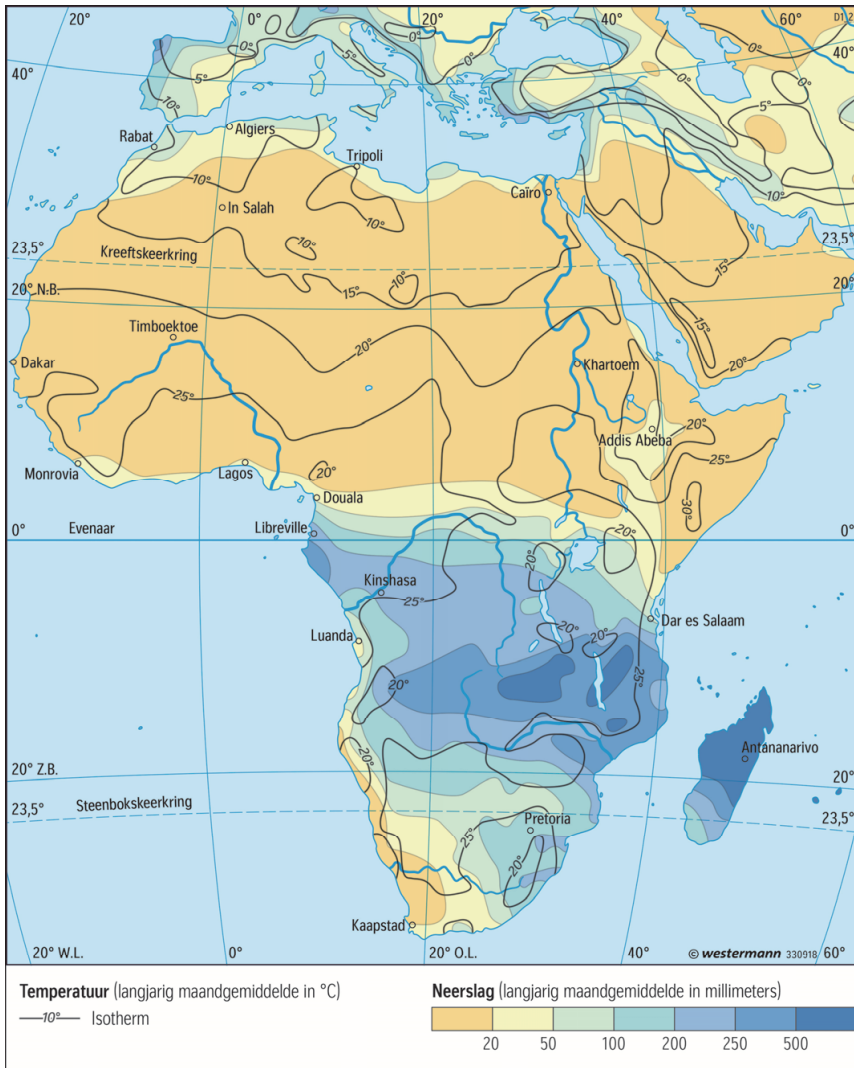 20° 0° 20° 40° D1.2
40° 0° 5° 0° 5° 0° 0° 0° 40°
10° 5°
Rabat Algiers
Tripoli 10°
10° Caïro
In Salah 10°
23,5° Kreeftskeerkring 10° 23,5°
10° 15°
20° N.B. 15° 20°
Timboektoe 15°
20° 20°
Dakar Khartoem
25°
Addis Abeba 20°
25°
Monrovia Lagos 20°
Douala 30°
0° Evenaar Libreville 20° 0°
20°
Kinshasa
25° Dar es Salaam
Luanda 20° 20°
25°
20°
Antananarivo
20°
20° Z.B. 20°
23,5° Steenbokskeerkring 23,5°
Pretoria
25°
20°
Kaapstad
20° W.L. 0° 20° O.L. 40° © westermann 330918 60°
Temperatuur (langjarig maandgemiddelde in °C)
10° Isotherm
Neerslag (langjarig maandgemiddelde in millimeters)
20 50 100 200 250 500